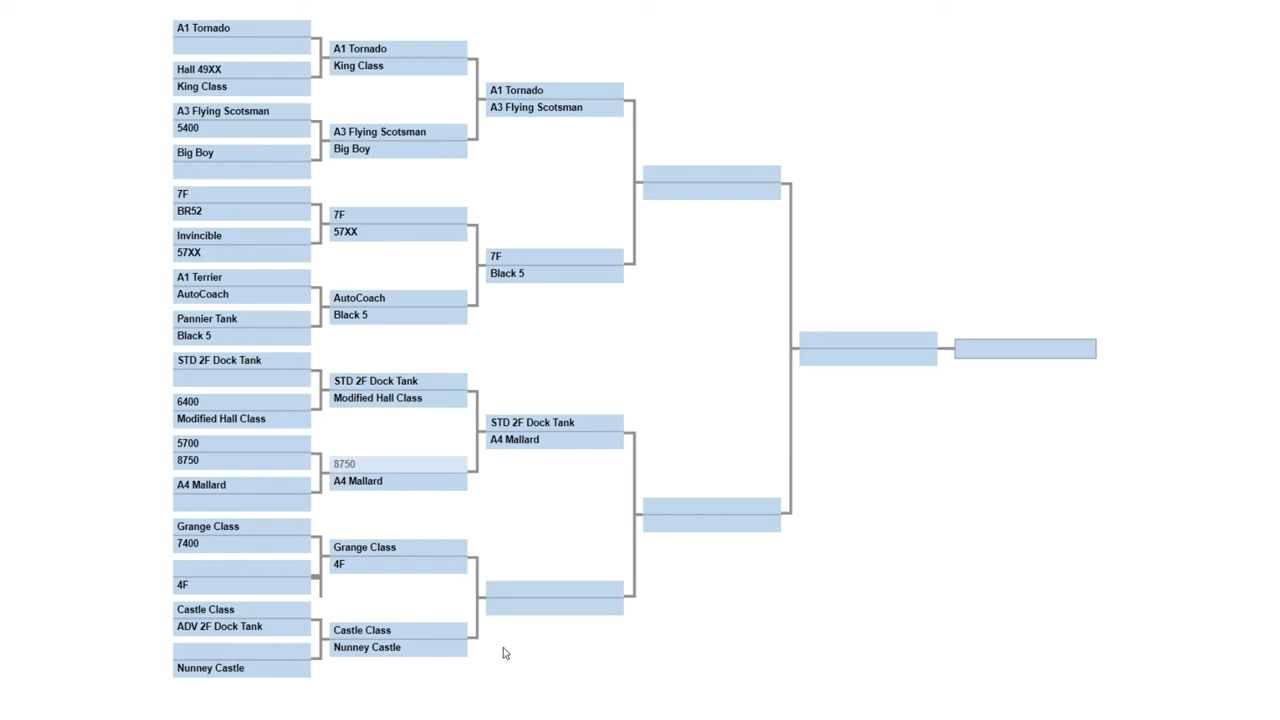 A1 Tornado
Hall 49XX
King Class
A3 Flying Scotsman
5400
Big Boy
7F
BR52
Invincible
57XX
A1 Terrier
AutoCoach
Pannier Tank
Black 5
STD 2F Dock Tank
6400
Modified Hall Class
5700
8750
A4 Mallard
Grange Class
7400
4F
Castle Class
ADV 2F Dock Tank
Nunney Castle
A1 Tornado
King Class
A3 Flying Scotsman
Big Boy
7F
57XX
AutoCoach
Black 5
STD 2F Dock Tank
Modified Hall Class
8750
A4 Mallard
Grange Class
4F
Castle Class
Nunney Castle
A1 Tornado
A3 Flying Scotsman
7F
Black 5
STD 2F Dock Tank
A4 Mallard